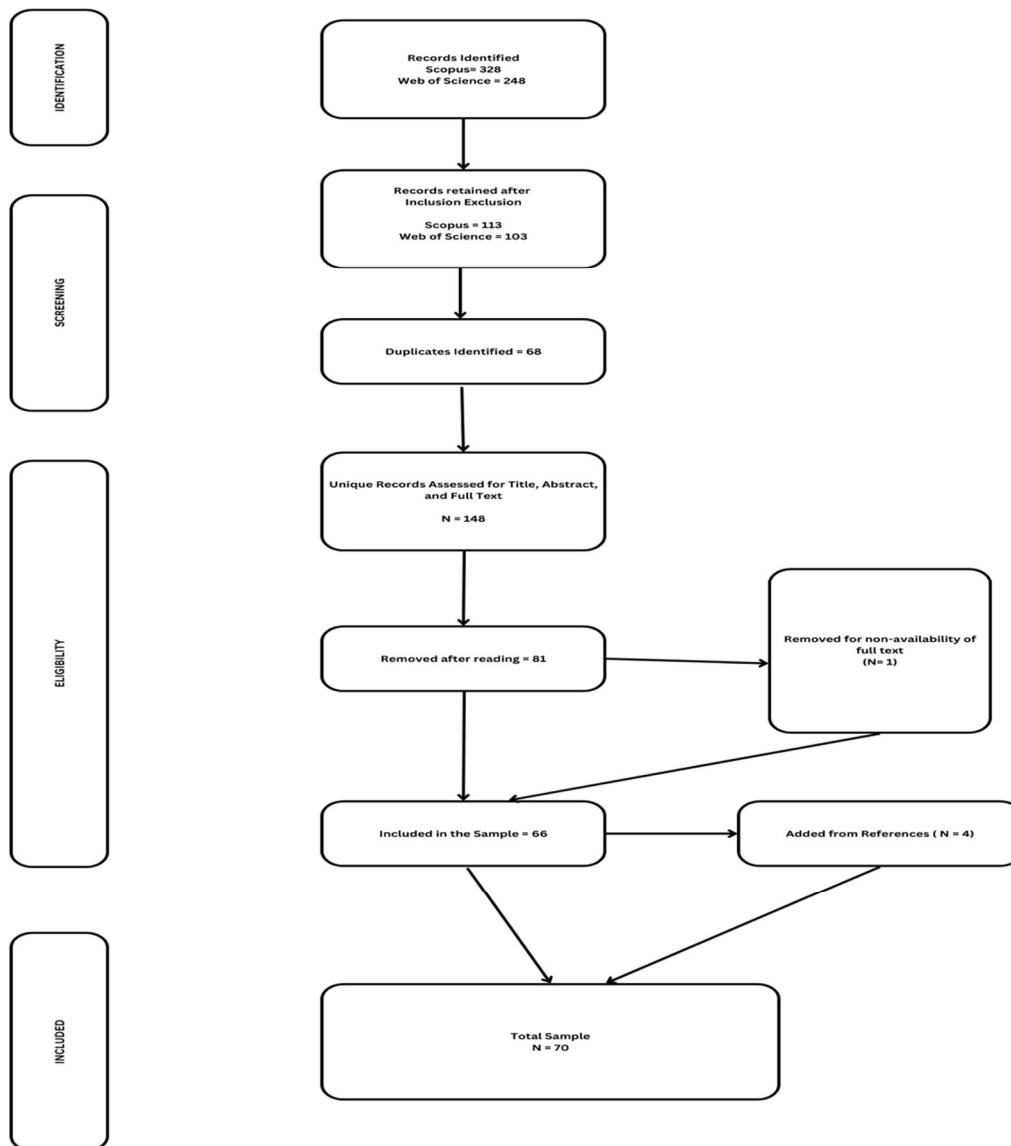 IDENTIFICATION
Records Identified
Scopus= 328
Web of Science = 248
SCREENING
Records retained after
Inclusion Exclusion
Scopus = 113
Web of Science = 103
Duplicates Identified = 68
ELIGIBILITY
Unique Records Assessed for Title, Abstract,
and Full Text
N = 148
Removed after reading = 81
Removed for non-availability of
full text
(N= 1)
Included in the Sample = 66
Added from References ( N = 4)
INCLUDED
Total Sample
N = 70